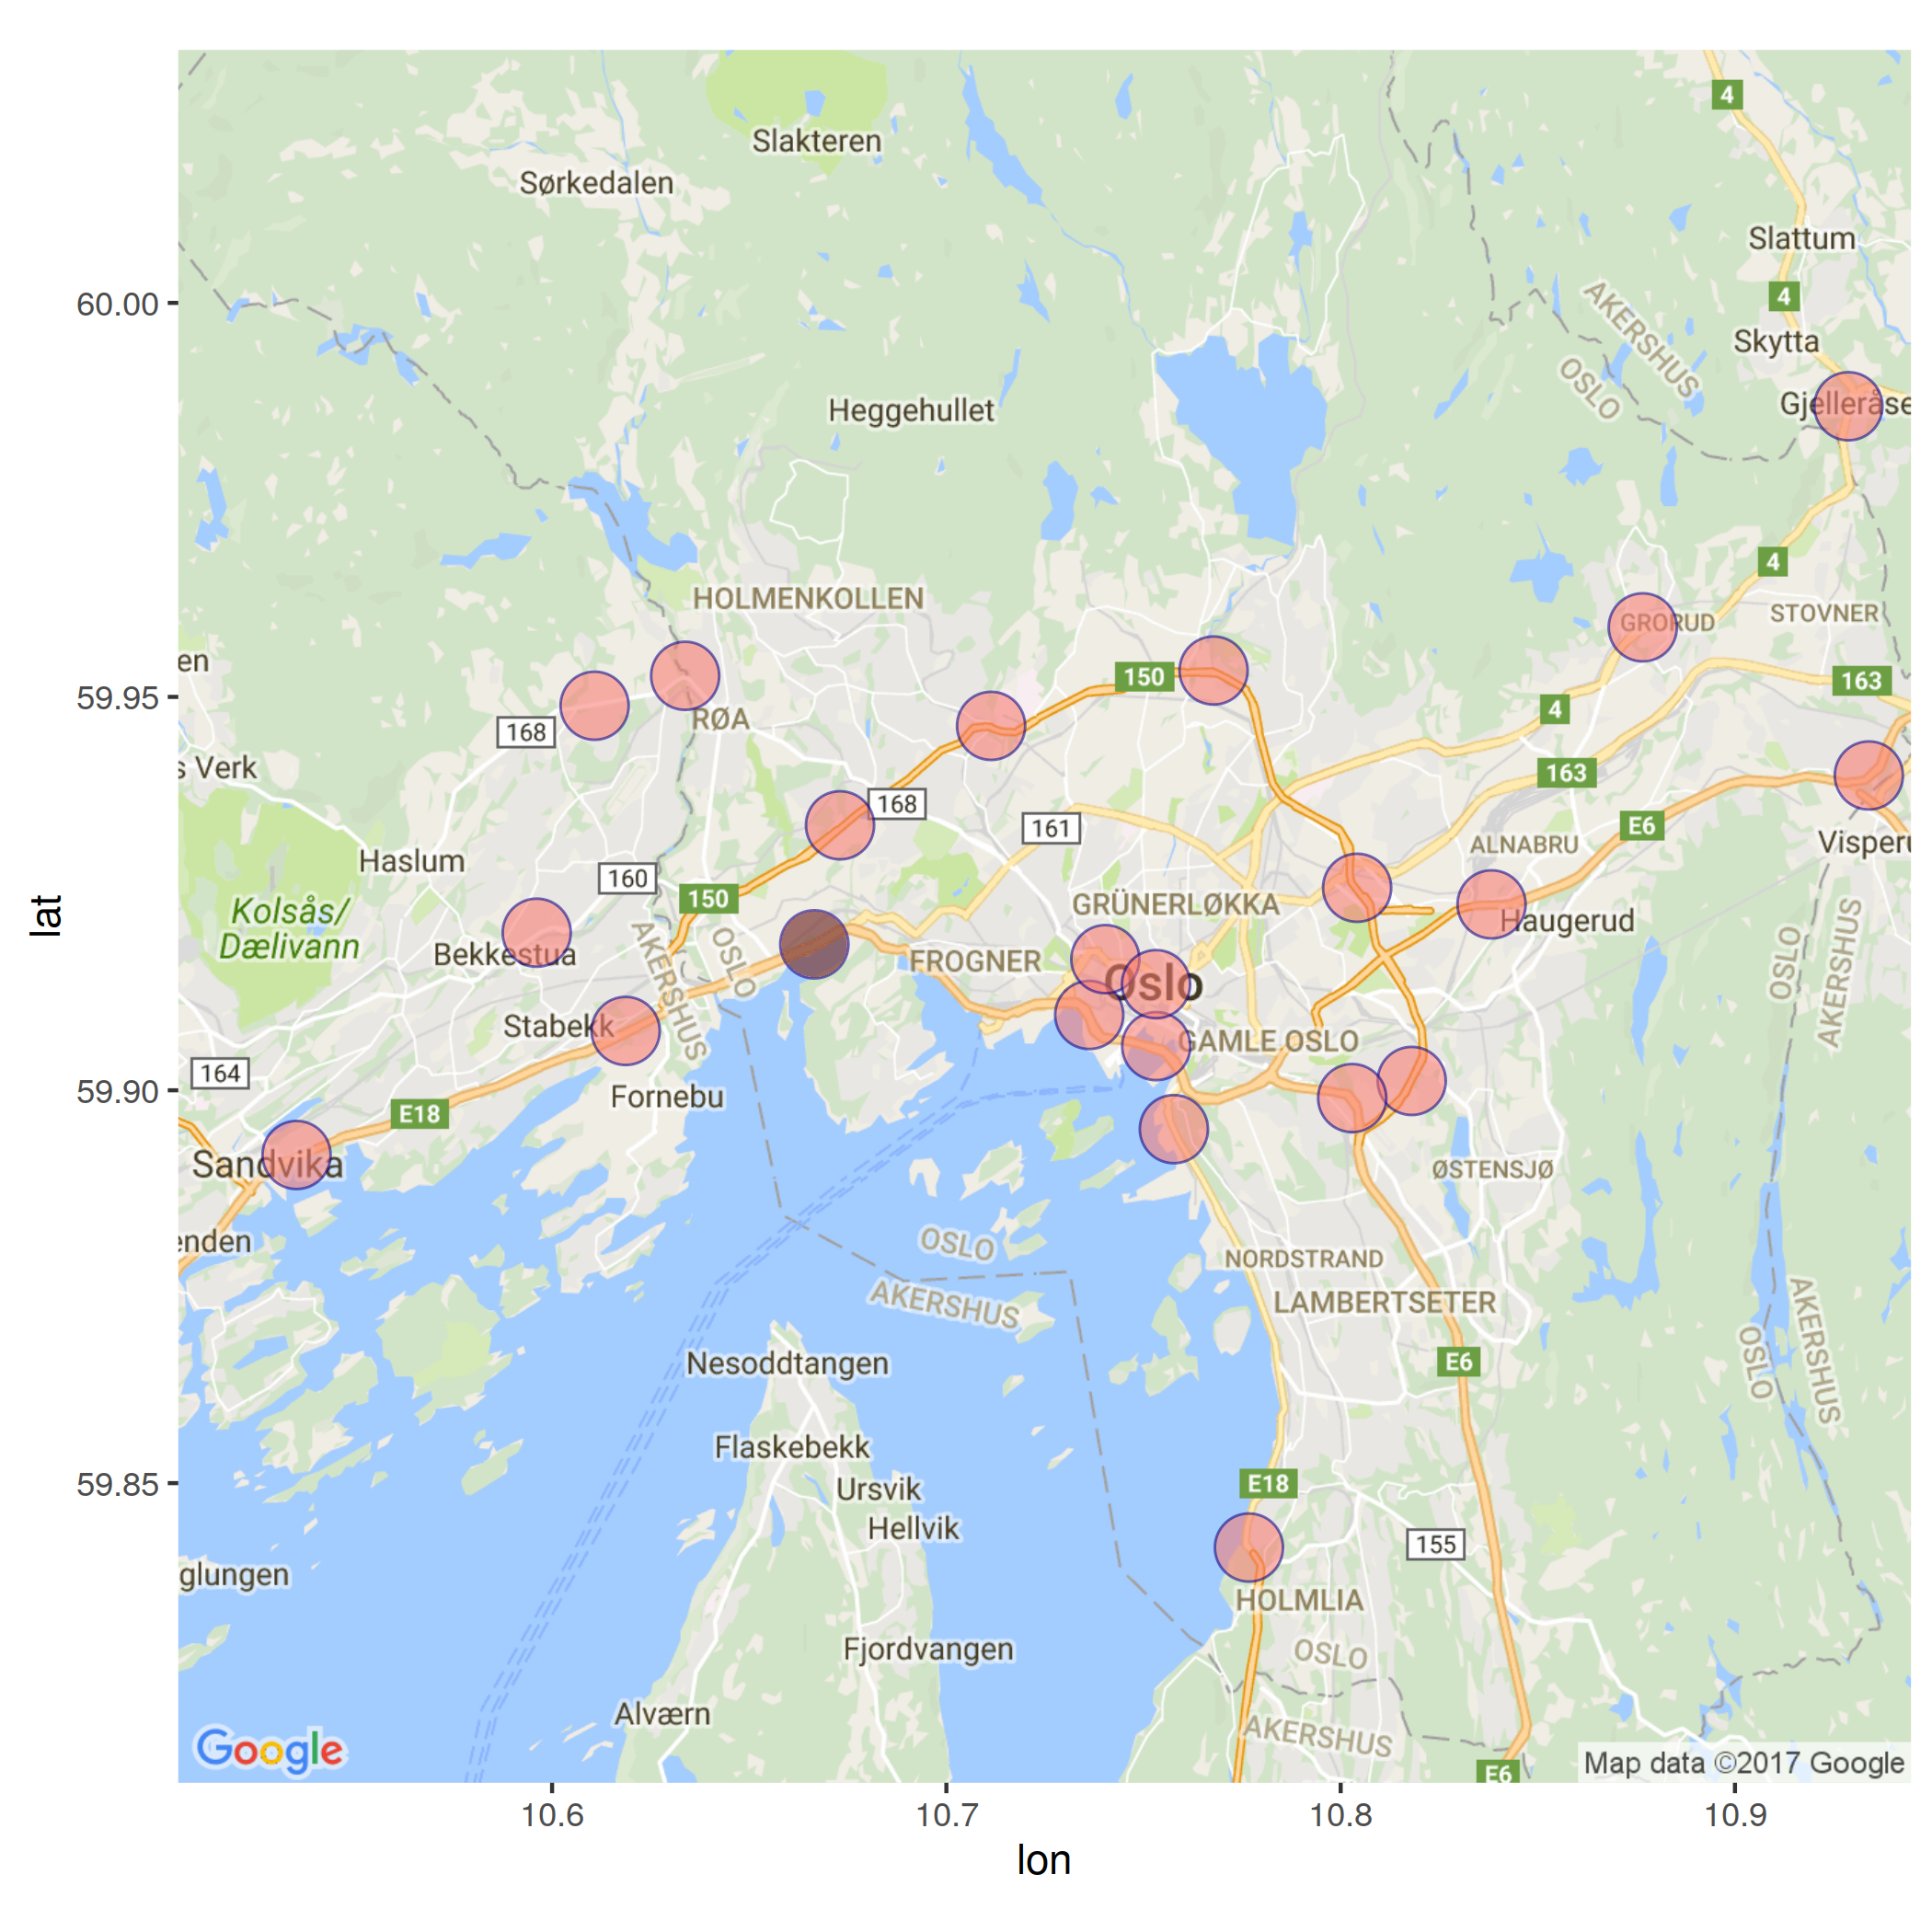 4
Slakteren
Sørkedalen
Slattum
AKERSHUS
OSLO
4
60.00
Skytta
Gjelleråse
Heggehullet
4
HOLMENKOLLEN
GRORUD
STOVNER
en
150
163
59.95
RØA
4
168
s Verk
163
168
161
E6
ALNABRU
Visperu
Haslum
160
150
GRÜNERLØKKA
Kolsås/
Dælivann
Haugerud
lat
Bekkestua
AKERSHUS
OSLO
FROGNER
OSLO
AKERSHUS
Oslo
Stabekk
GAMLE OSLO
164
59.90
Fornebu
E18
Sandvika
ØSTENSJØ
enden
OSLO
AKERSHUS
NORDSTRAND
LAMBERTSETER
OSLO
AKERSHUS
Nesoddtangen
E6
Flaskebekk
59.85
Ursvik
E18
Hellvik
155
glungen
HOLMLIA
Fjordvangen
OSLO
Alværn
AKERSHUS
Google
Map data ©2017 Google
E6
10.6
10.7
10.8
10.9
lon